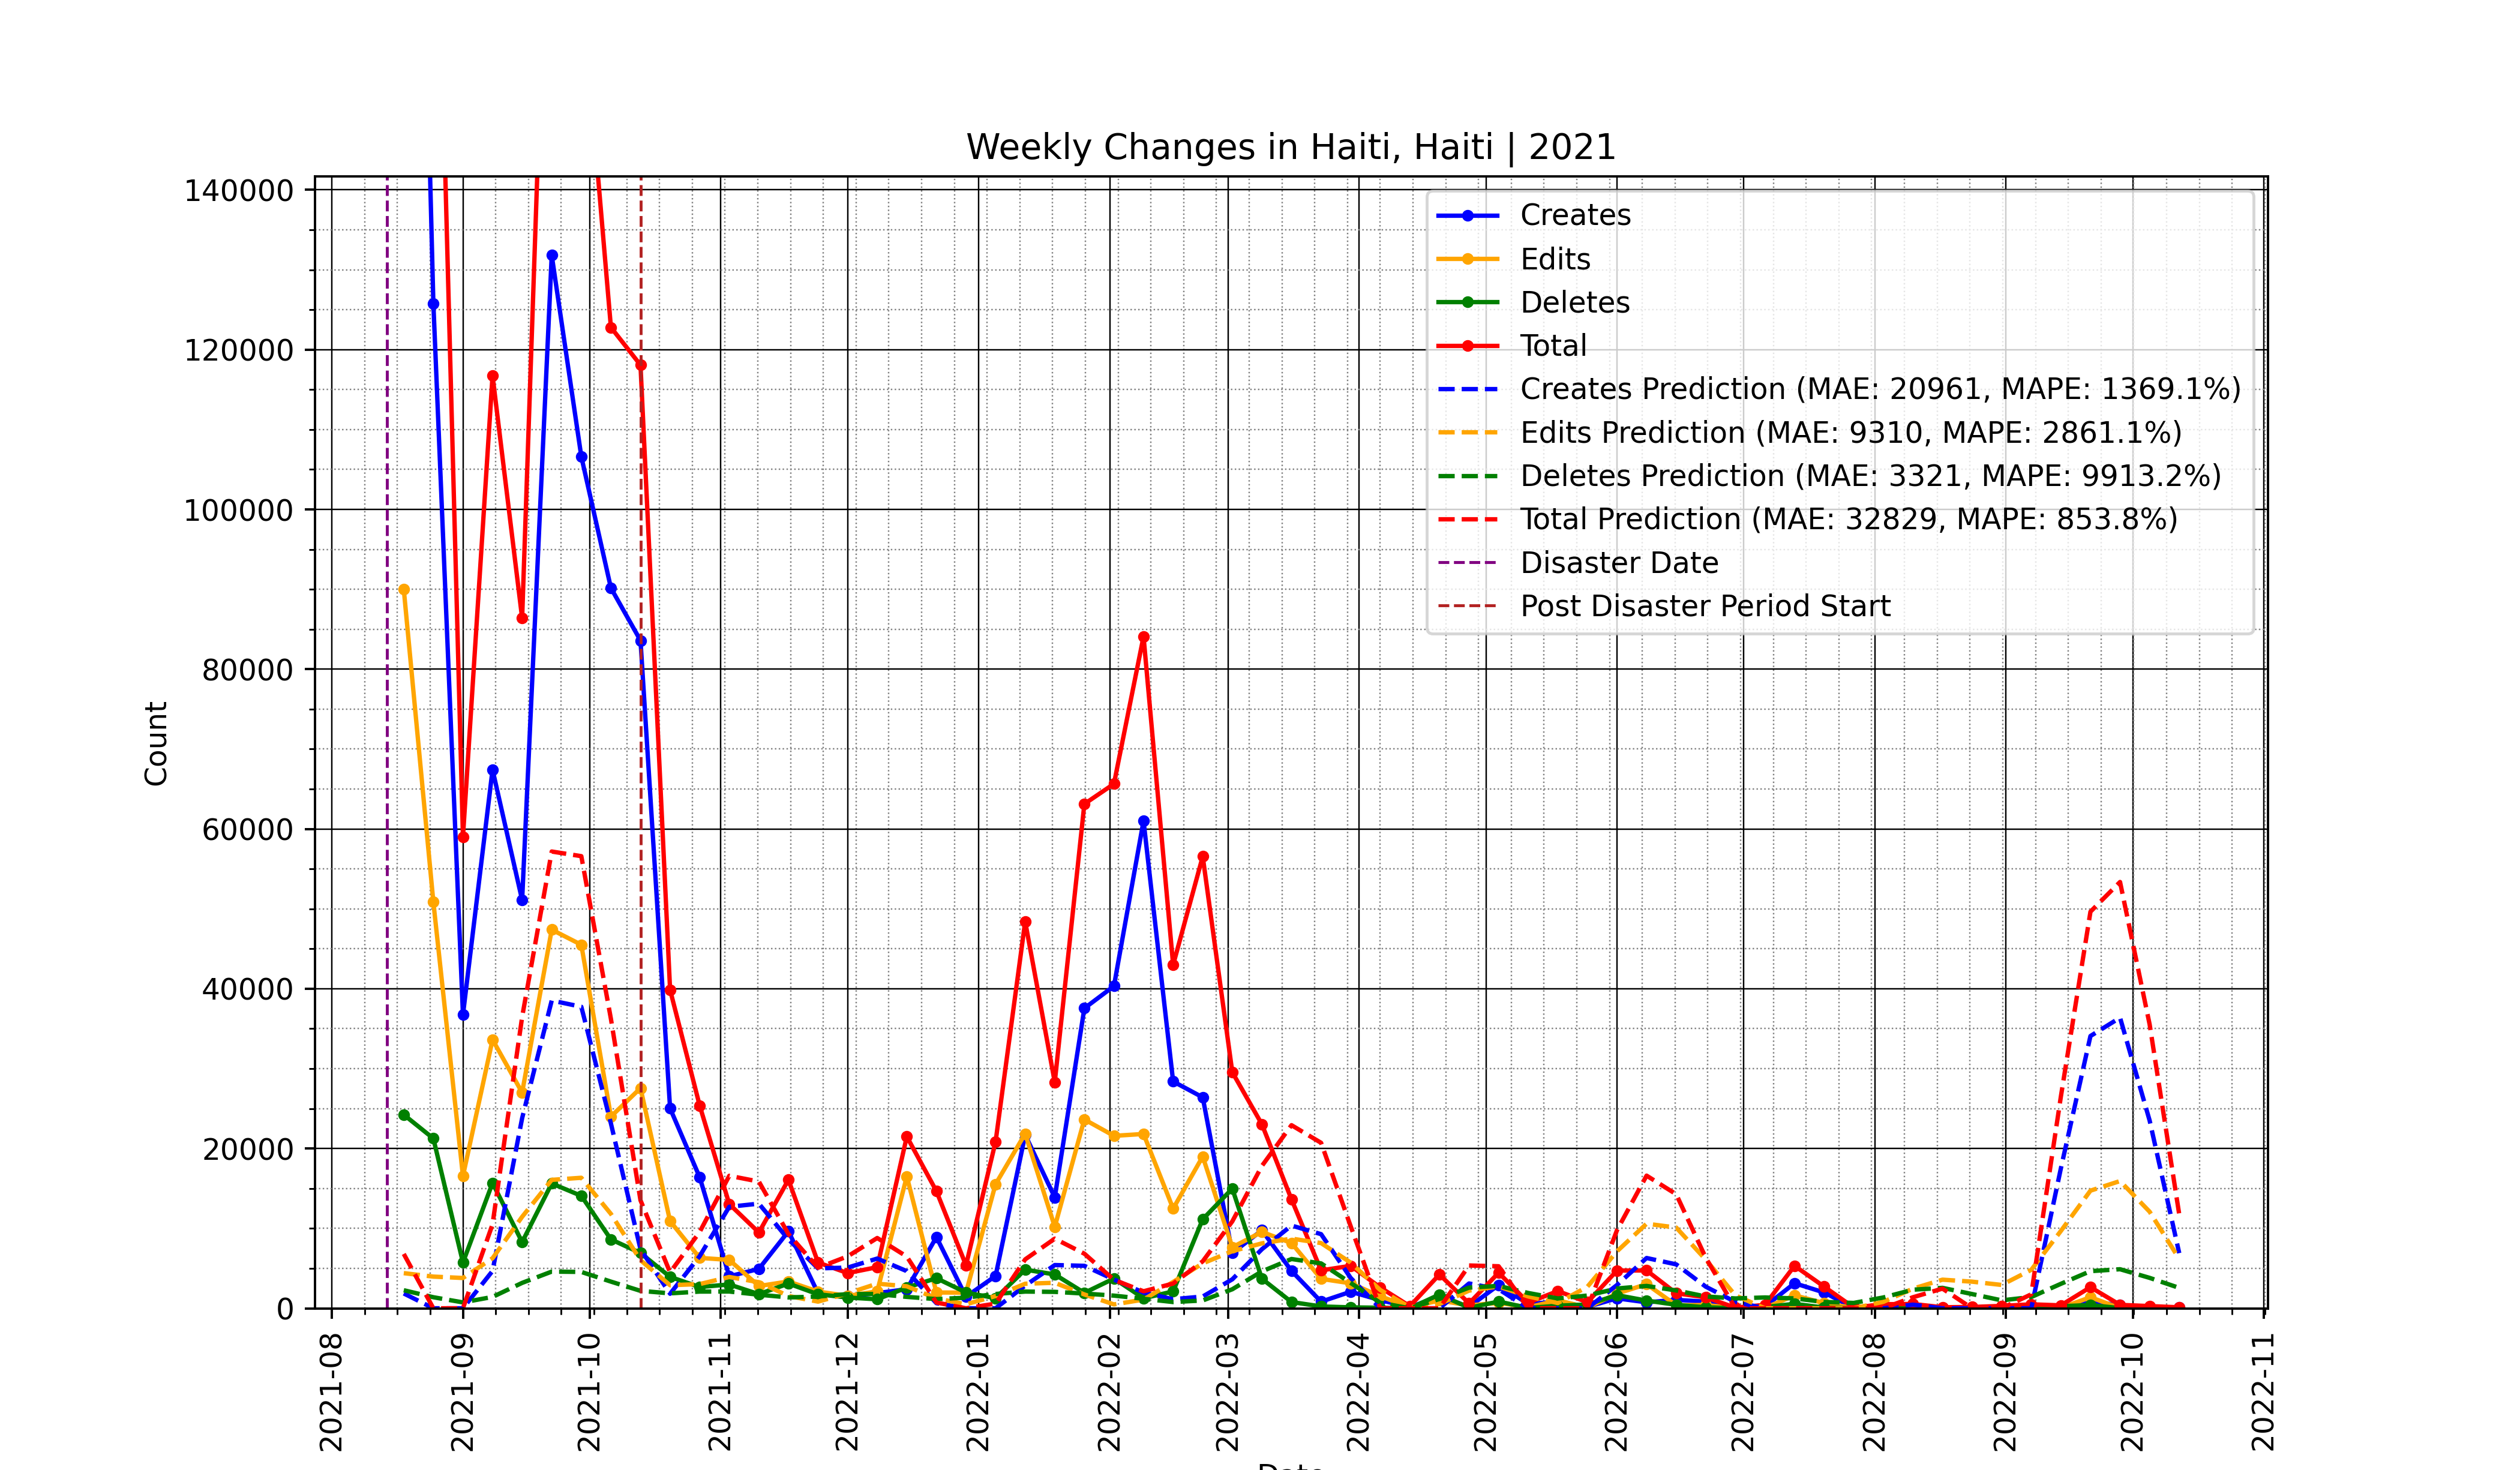 Weekly Changes in Haiti, Haiti | 2021
140000
120000
100000
80000
60000
40000
20000
0
Count
Creates
Edits
Deletes
Total
Creates Prediction (MAE: 20961, MAPE: 1369.1%)
Edits Prediction (MAE: 9310, MAPE: 2861.1%)
Deletes Prediction (MAE: 3321, MAPE: 9913.2%)
Total Prediction (MAE: 32829, MAPE: 853.8%)
Disaster Date
Post Disaster Period Start
2021-08
2021-09
2021-10
2021-11
2021-12
2022-01
2022-02
2022-03
2022-04
2022-05
2022-06
2022-07
2022-08
2022-09
2022-10
2022-11
Date